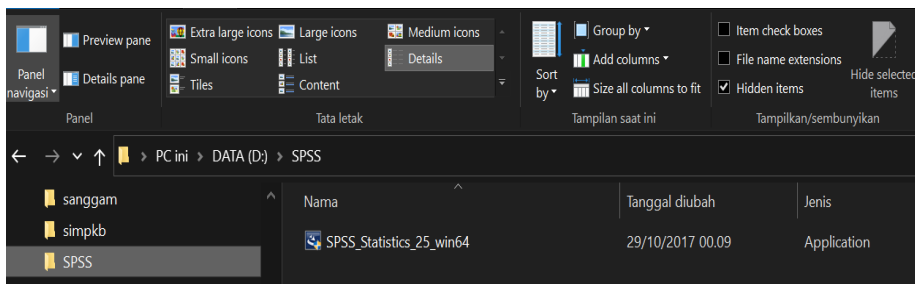 Panel navigasi
Preview pane
Details pane
Panel
Extra large icons
Large icons
Medium icons
Small icons
List
Details
Tiles
Content
Tata letak
Sort by
Group by
Add columns
Size all columns to fit
Tampilan saat ini
Item check boxes
File name extensions
Hidden items
Hide selected items
Tampilkan/sembunyikan
PC ini > DATA (D:) > SPSS
sanggam
simpkb
SPSS
Nama Tanggal diubah Jenis
SPSS_Statistics_25_win64 29/10/2017 00.09 Application